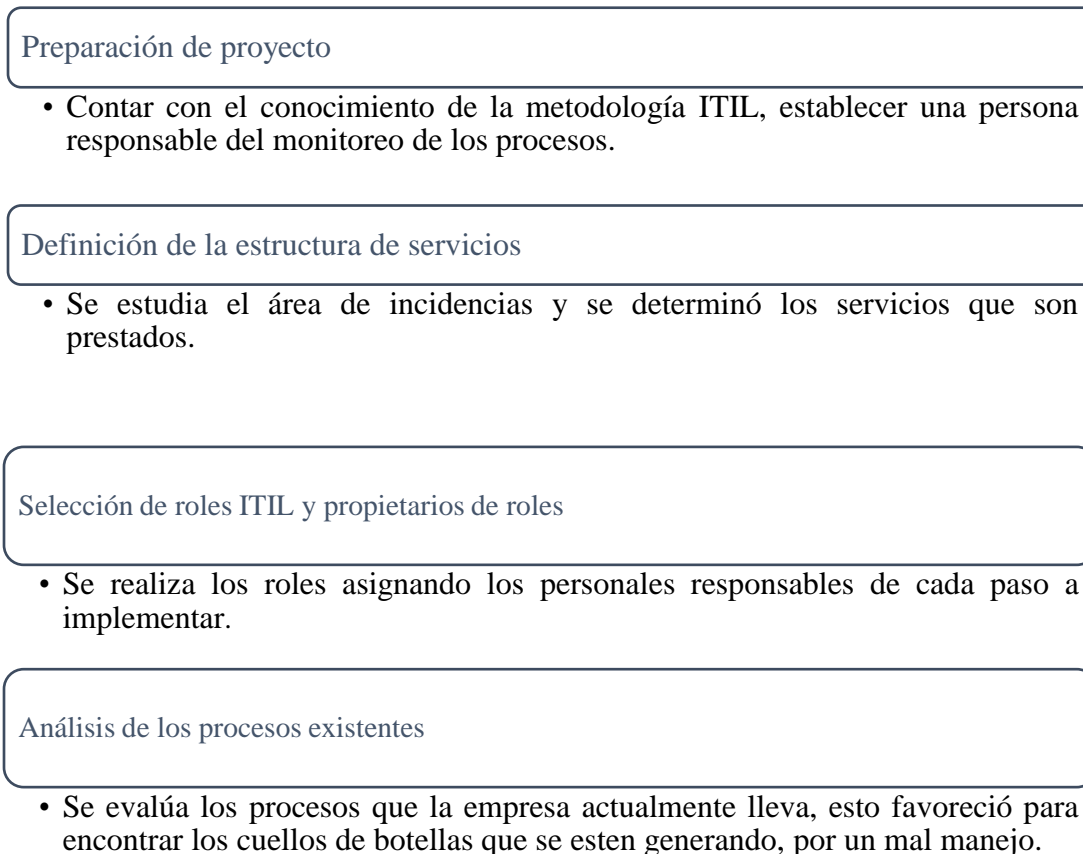 Preparación de proyecto
• Contar con el conocimiento de la metodología ITIL, establecer una persona
responsable del monitoreo de los procesos.
Definición de la estructura de servicios
• Se estudia el área de incidencias y se determinó los servicios que son
prestados.
Selección de roles ITIL y propietarios de roles
• Se realiza los roles asignando los personales responsables de cada paso a
implementar.
Análisis de los procesos existentes
• Se evalúa los procesos que la empresa actualmente lleva, esto favoreció para
encontrar los cuellos de botellas que se esten generando, por un mal manejo.